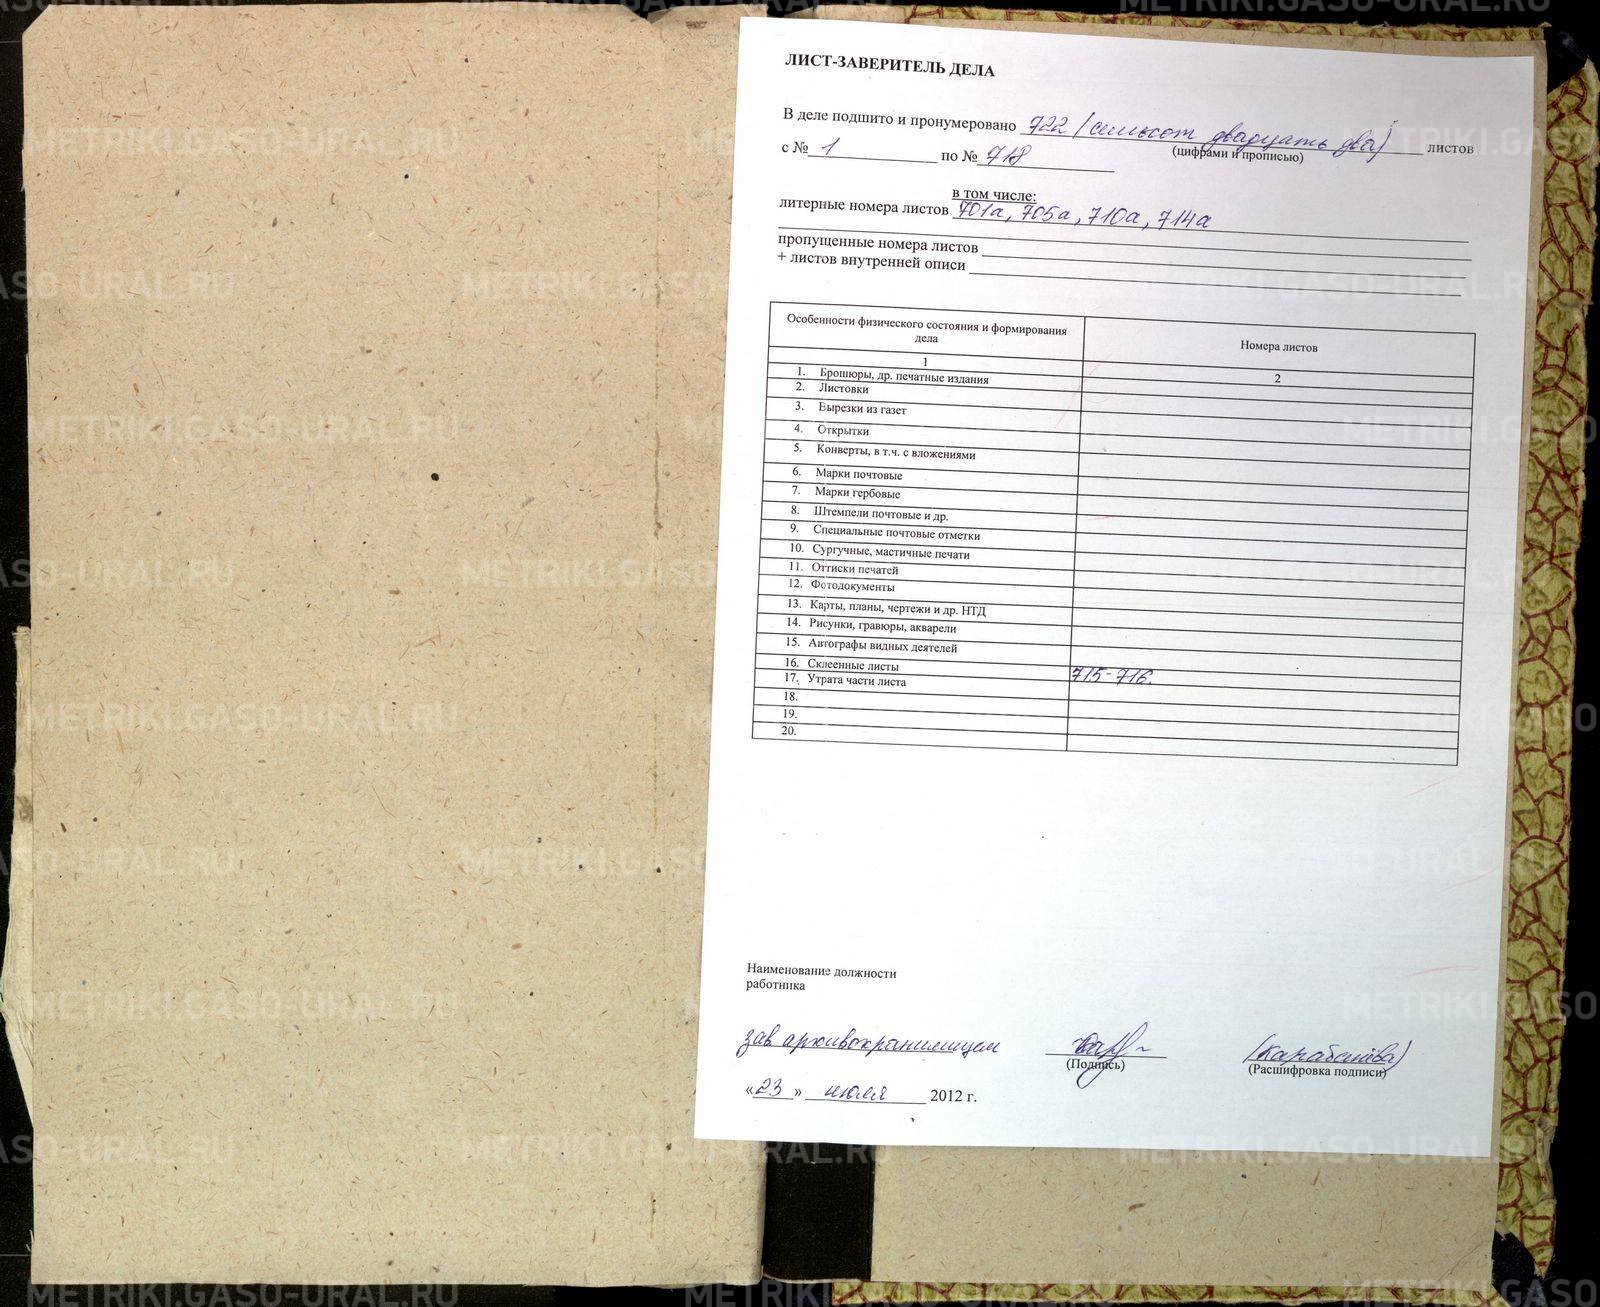 ЛИСТ-ЗАВЕРИТЕЛЬ ДЕЛА
В деле подшито и пронумеровано 722 (семьсот двадцать два) листов
(цифрами и прописью)
с № 1 по № 718
в том числе:
литерные номера листов 701а, 705а, 710а, 714а
пропущенные номера листов
+ листов внутренней описи
Особенности физического состояния и формирования дела
Номера листов
1
2
1. Брошюры, др. печатные издания
2. Листовки
3. Вырезки из газет
4. Открытки
5. Конверты, в т.ч. с вложениями
6. Марки почтовые
7. Марки гербовые
8. Штемпели почтовые и др.
9. Специальные почтовые отметки
10. Сургучные, мастичные печати
11. Оттиски печатей
12. Фотодокументы
13. Карты, планы, чертежи и др. НТД
14. Рисунки, гравюры, акварели
15. Автографы видных деятелей
16. Склеенные листы
17. Утрата части листа 715-716.
18.
19.
20.
Наименование должности
работника
зав архивохранилищем
(Подпись)
(Расшифровка подписи)
«23» июля 2012 г.
METRIKI.GASO-URAL.RU